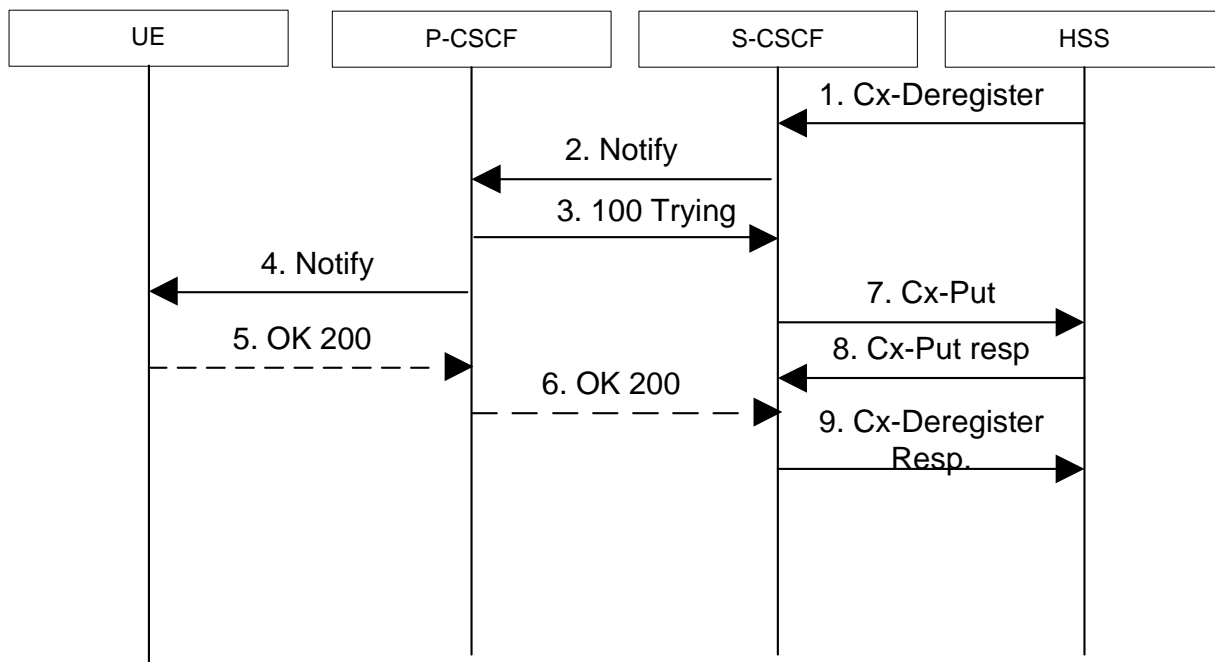 UE
P-CSCF
S-CSCF
HSS
1. Cx-Deregister
2. Notify
3. 100 Trying
4. Notify
7. Cx-Put
5. OK 200
8. Cx-Put resp
6. OK 200
9. Cx-Deregister
Resp.